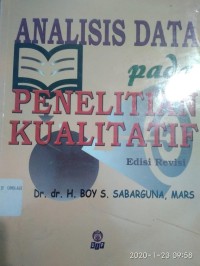 ANALISIS DATA
pada
PENELITIAN
KUALITATIF
Edisi Revisi
Dr. dr. H. BOY S. SABARGUNA, MARS
2020-1-23 09:58